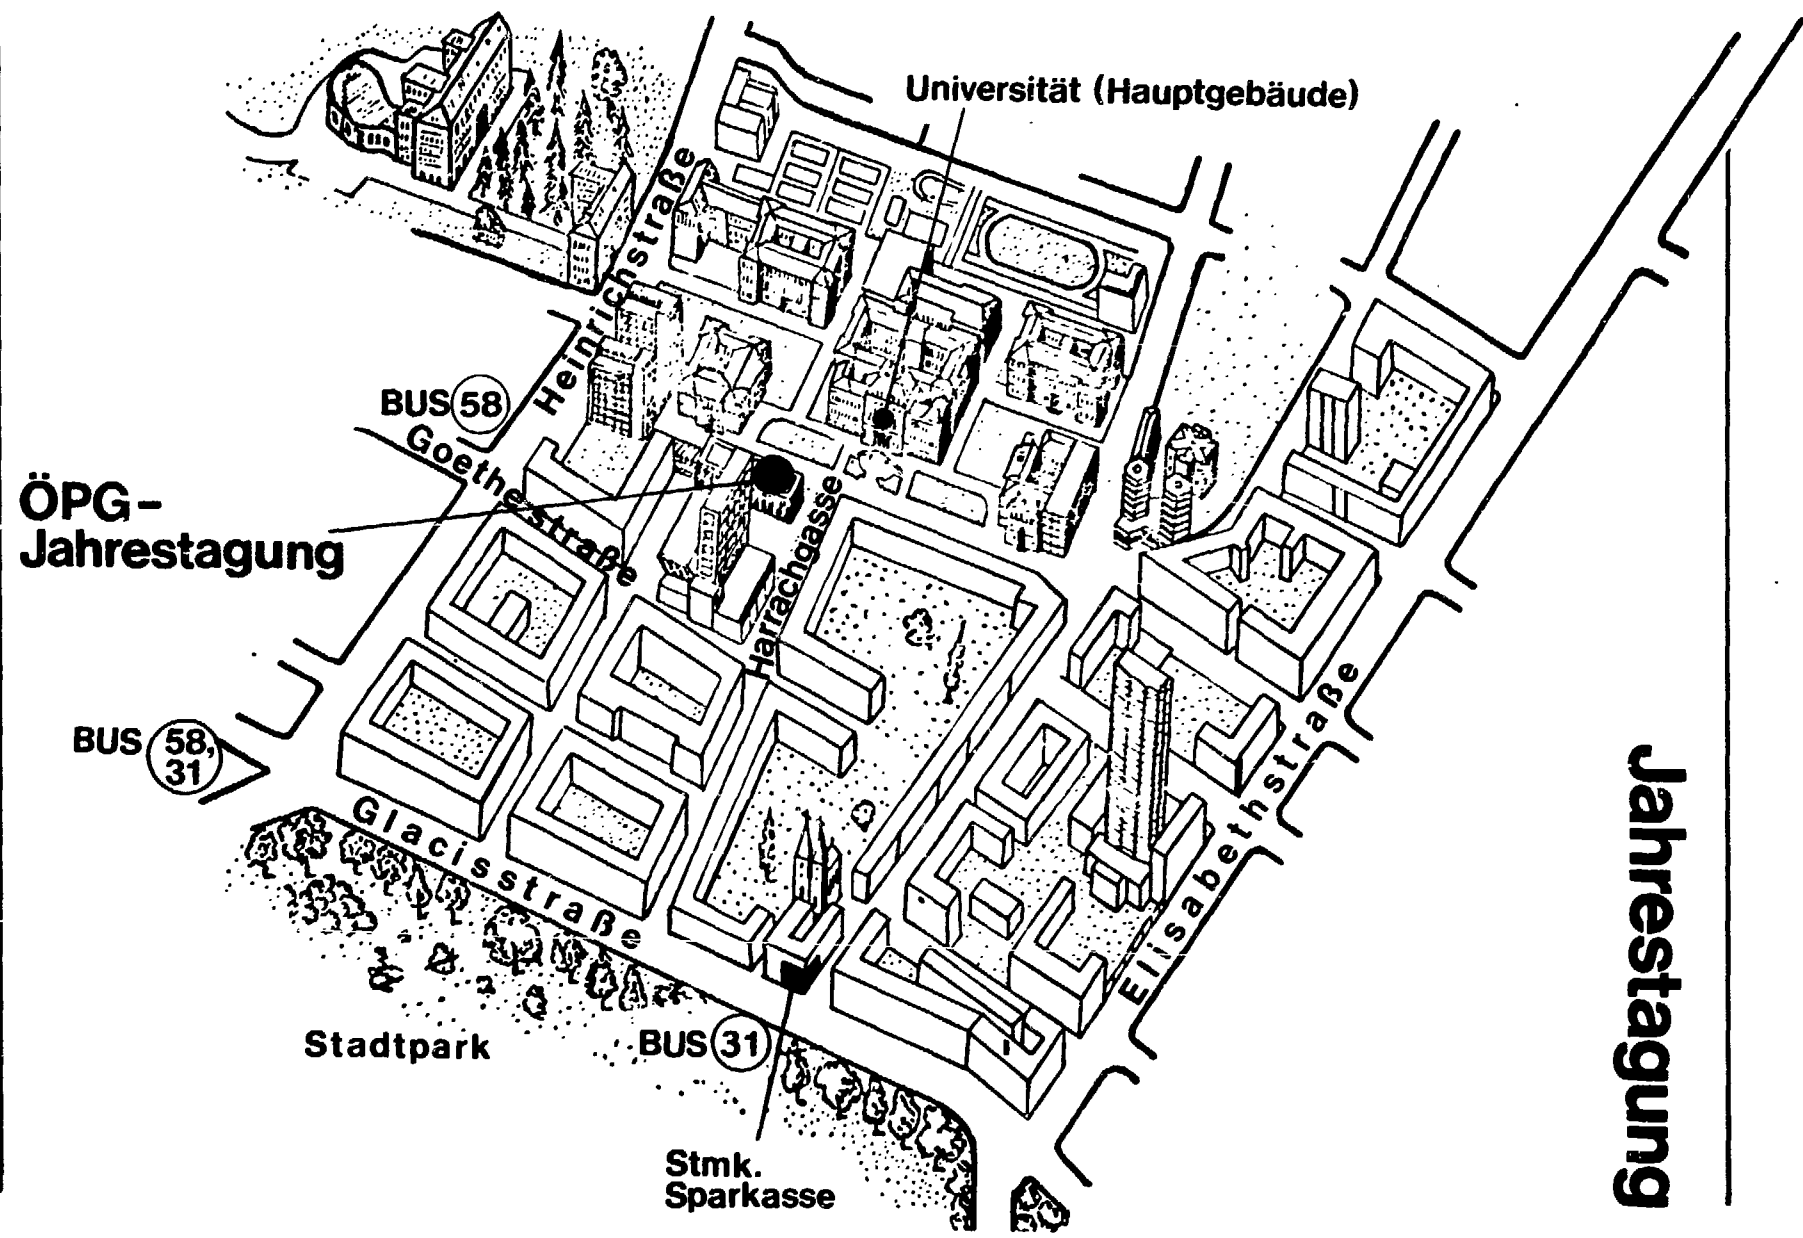 Universität (Hauptgebäude)
Heinrichstraße
BUS 58
Goethestraße
ÖPG-
Jahrestagung
Harrachgasse
BUS 58,
31
Glacisstraße
Elisabethstraße
Stadtpark
BUS 31
Stmk.
Sparkasse
Jahrestagung